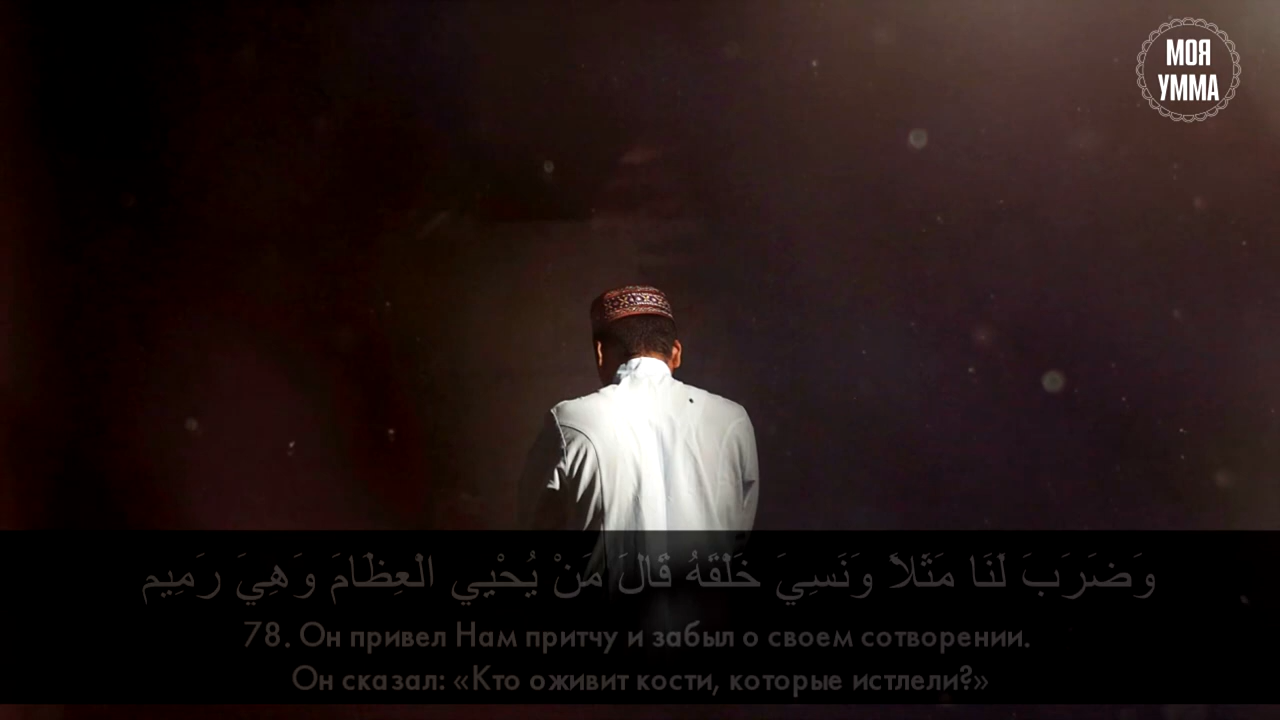 МОЯ
УММА
وَضَرَبَ لَنَا مَثَلاً وَنَسِيَ خَلْقَهُ قَالَ مَنْ يُحْيِي الْعِظَامَ وَهِيَ رَمِيم
78. Он привел Нам притчу и забыл о своем сотворении.
Он сказал: «Кто оживит кости, которые истлели?»